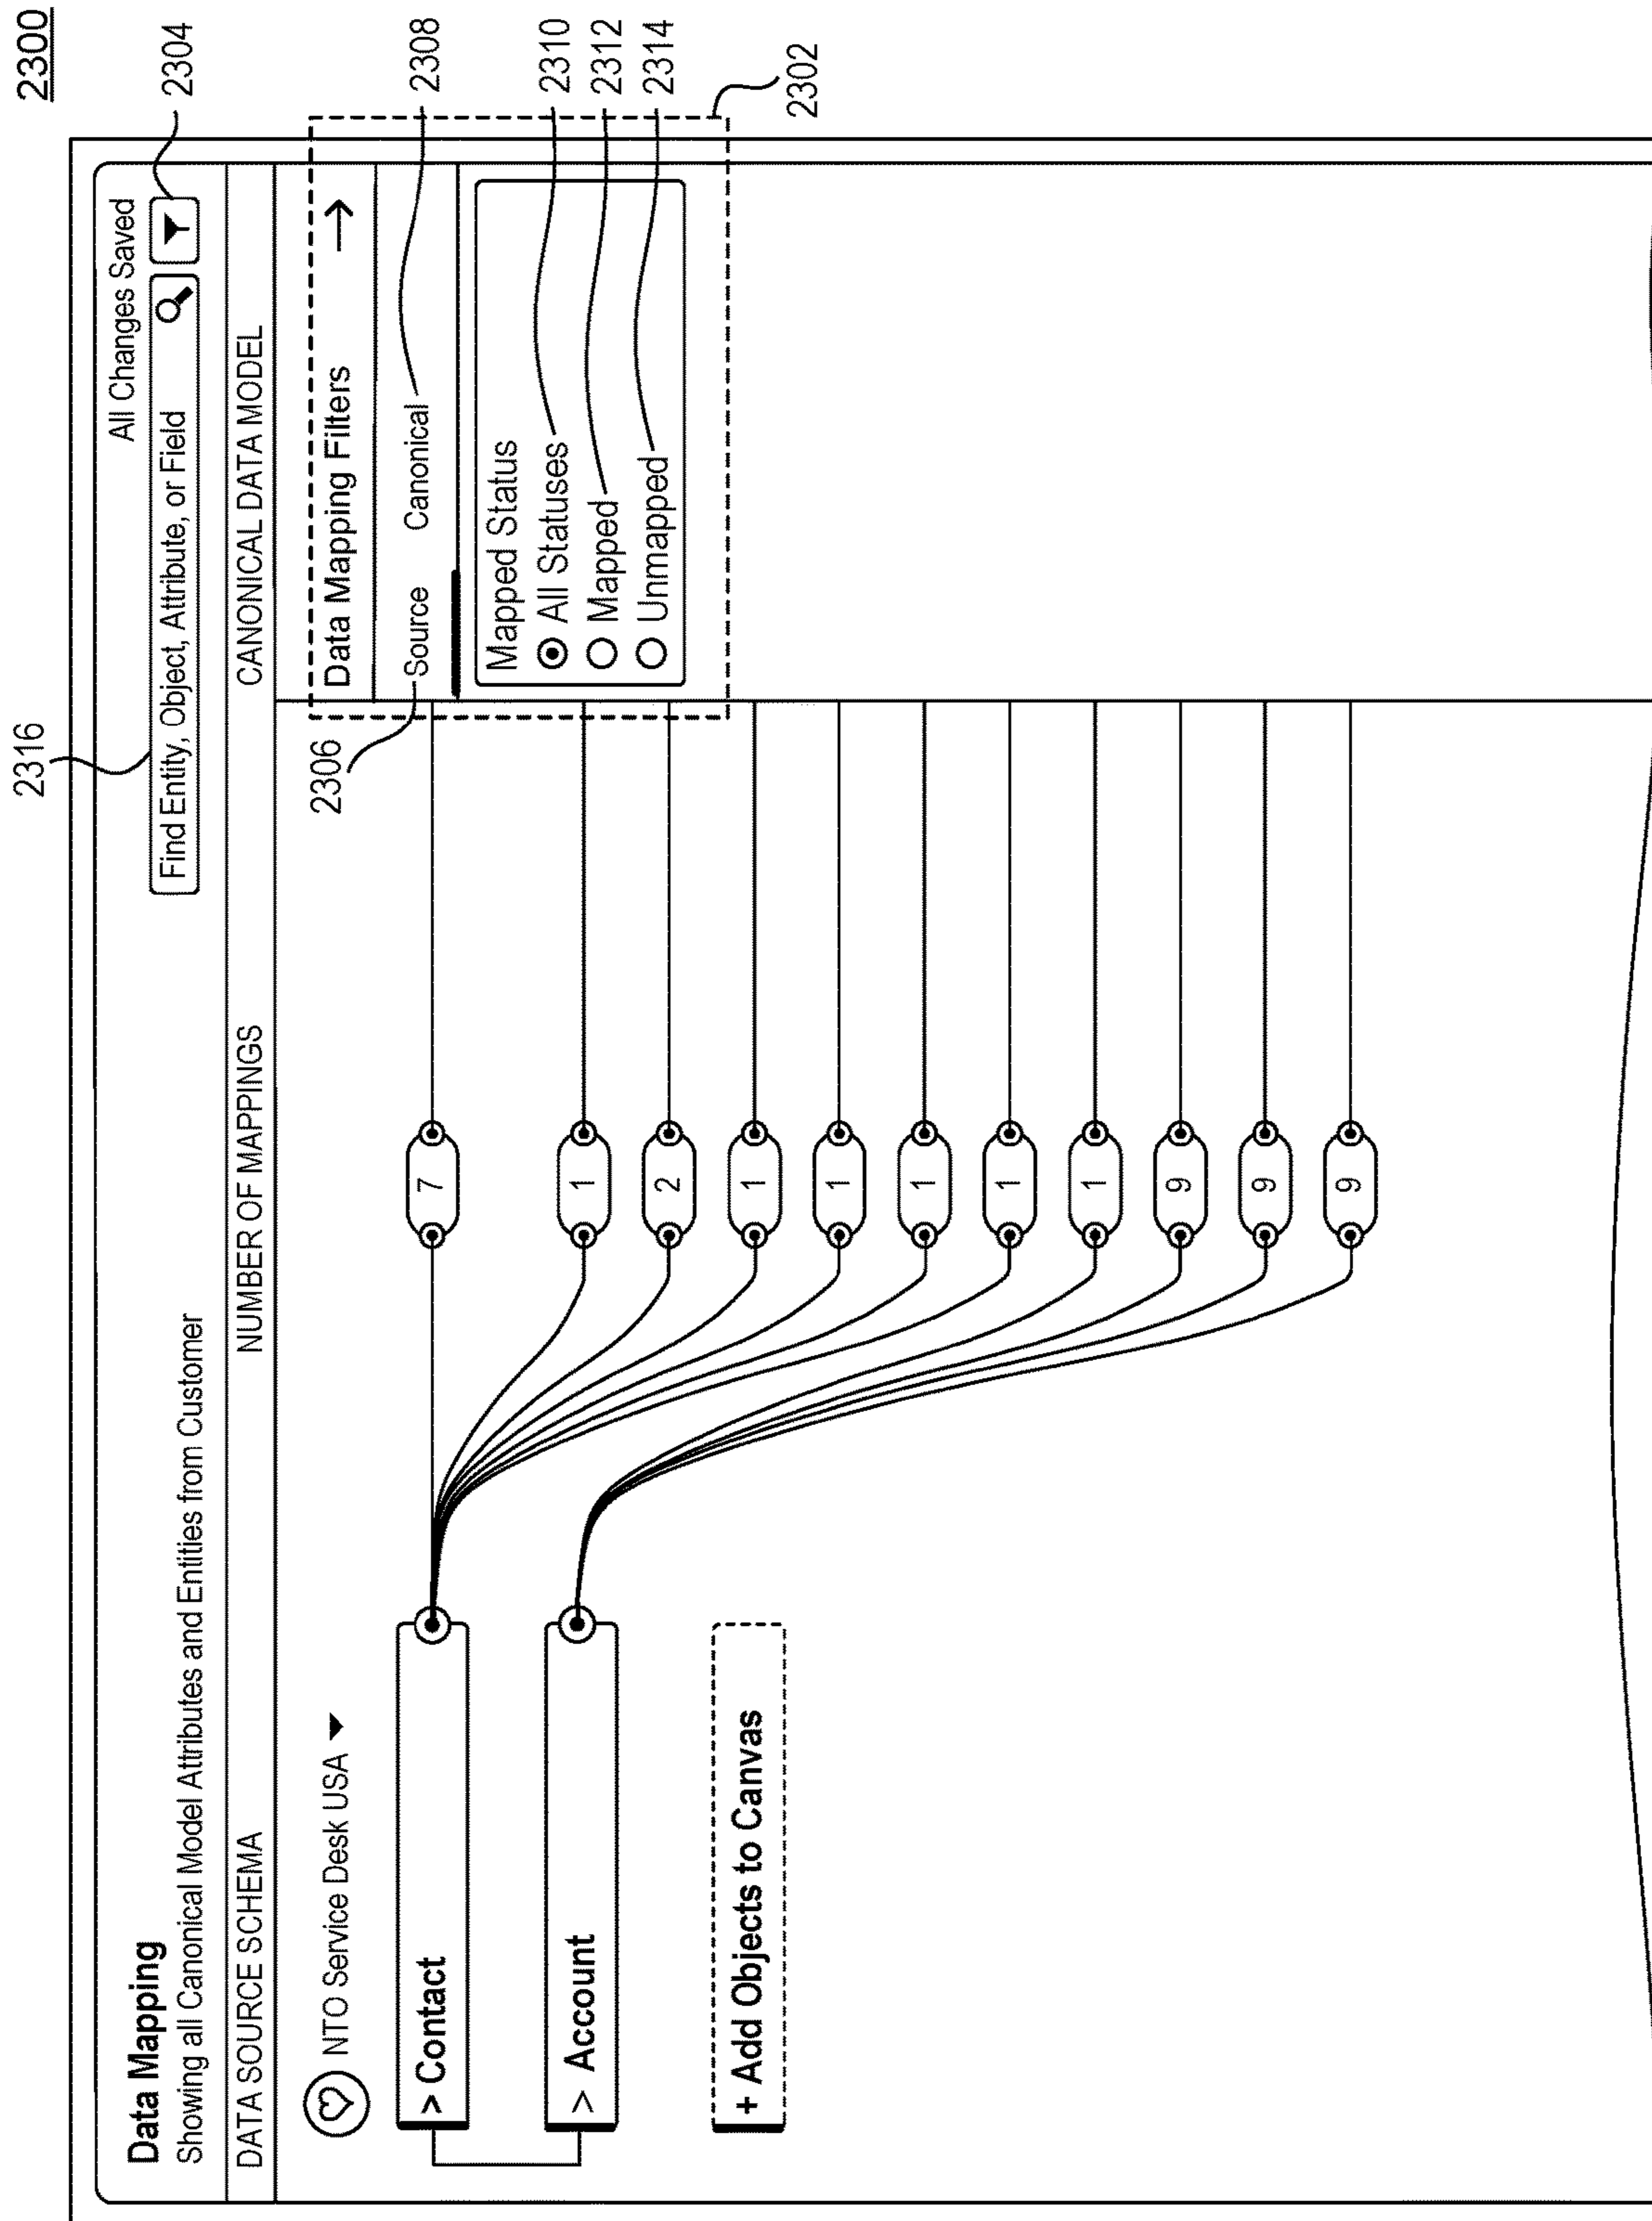 2300
2316
Data Mapping
All Changes Saved
Showing all Canonical Model Attributes and Entities from Customer
Find Entity, Object, Attribute, or Field
2304
DATA SOURCE SCHEMA
NUMBER OF MAPPINGS
CANONICAL DATA MODEL
NTO Service Desk USA
2306
Data Mapping Filters →
Source
Canonical
2308
> Contact
7
Mapped Status
All Statuses
2310
Mapped
2312
Unmapped
2314
2302
> Account
1
2
+ Add Objects to Canvas
1
1
1
1
1
9
9
9